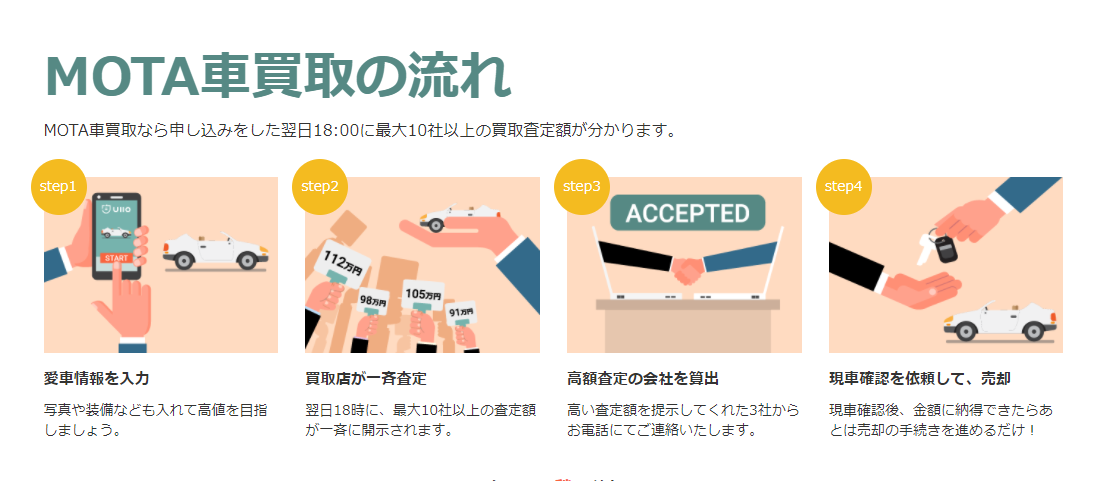 MOTA車買取の流れ
MOTA車買取なら申し込みをした翌日18:00に最大10社以上の買取査定額が分かります。
step1
step2
step3
step4
START
112万円
98万円
105万円
91万円
ACCEPTED
愛車情報を入力
写真や装備なども入れて高値を目指
しましょう。
買取店が一斉査定
翌日18時に、最大10社以上の査定額
が一斉に開示されます。
高額査定の会社を算出
高い査定額を提示してくれた3社から
お電話にてご連絡いたします。
現車確認を依頼して、売却
現車確認後、金額に納得できたらあ
とは売却の手続きを進めるだけ！